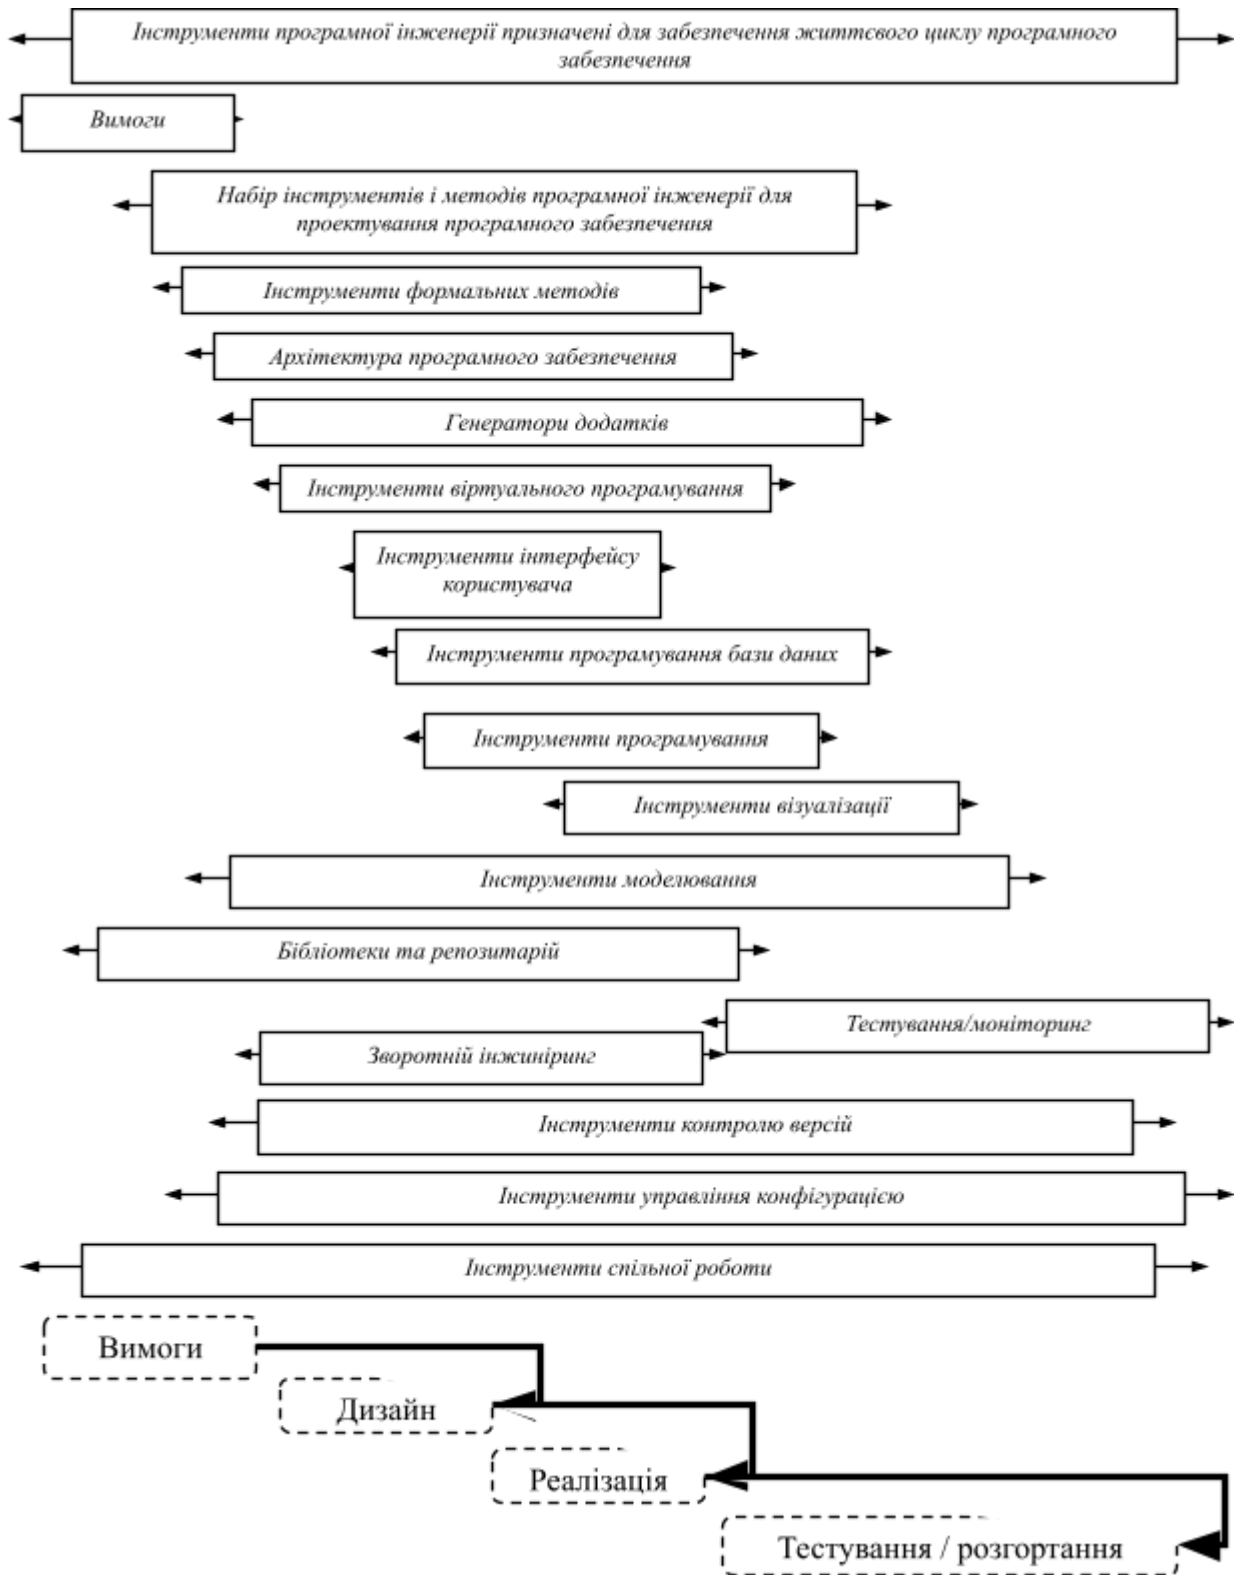 Інструменти програмної інженерії призначені для забезпечення життєвого циклу програмного
забезпечення
Вимоги
Набір інструментів і методів програмної інженерії для
проектування програмного забезпечення
Інструменти формальних методів
Архітектура програмного забезпечення
Генератори додатків
Інструменти віртуального програмування
Інструменти інтерфейсу
користувача
Інструменти програмування бази даних
Інструменти програмування
Інструменти візуалізації
Інструменти моделювання
Бібліотеки та репозитарій
Тестування/моніторинг
Зворотній інжиніринг
Інструменти контролю версій
Інструменти управління конфігурацією
Інструменти спільної роботи
Вимоги
Дизайн
Реалізація
Тестування / розгортання